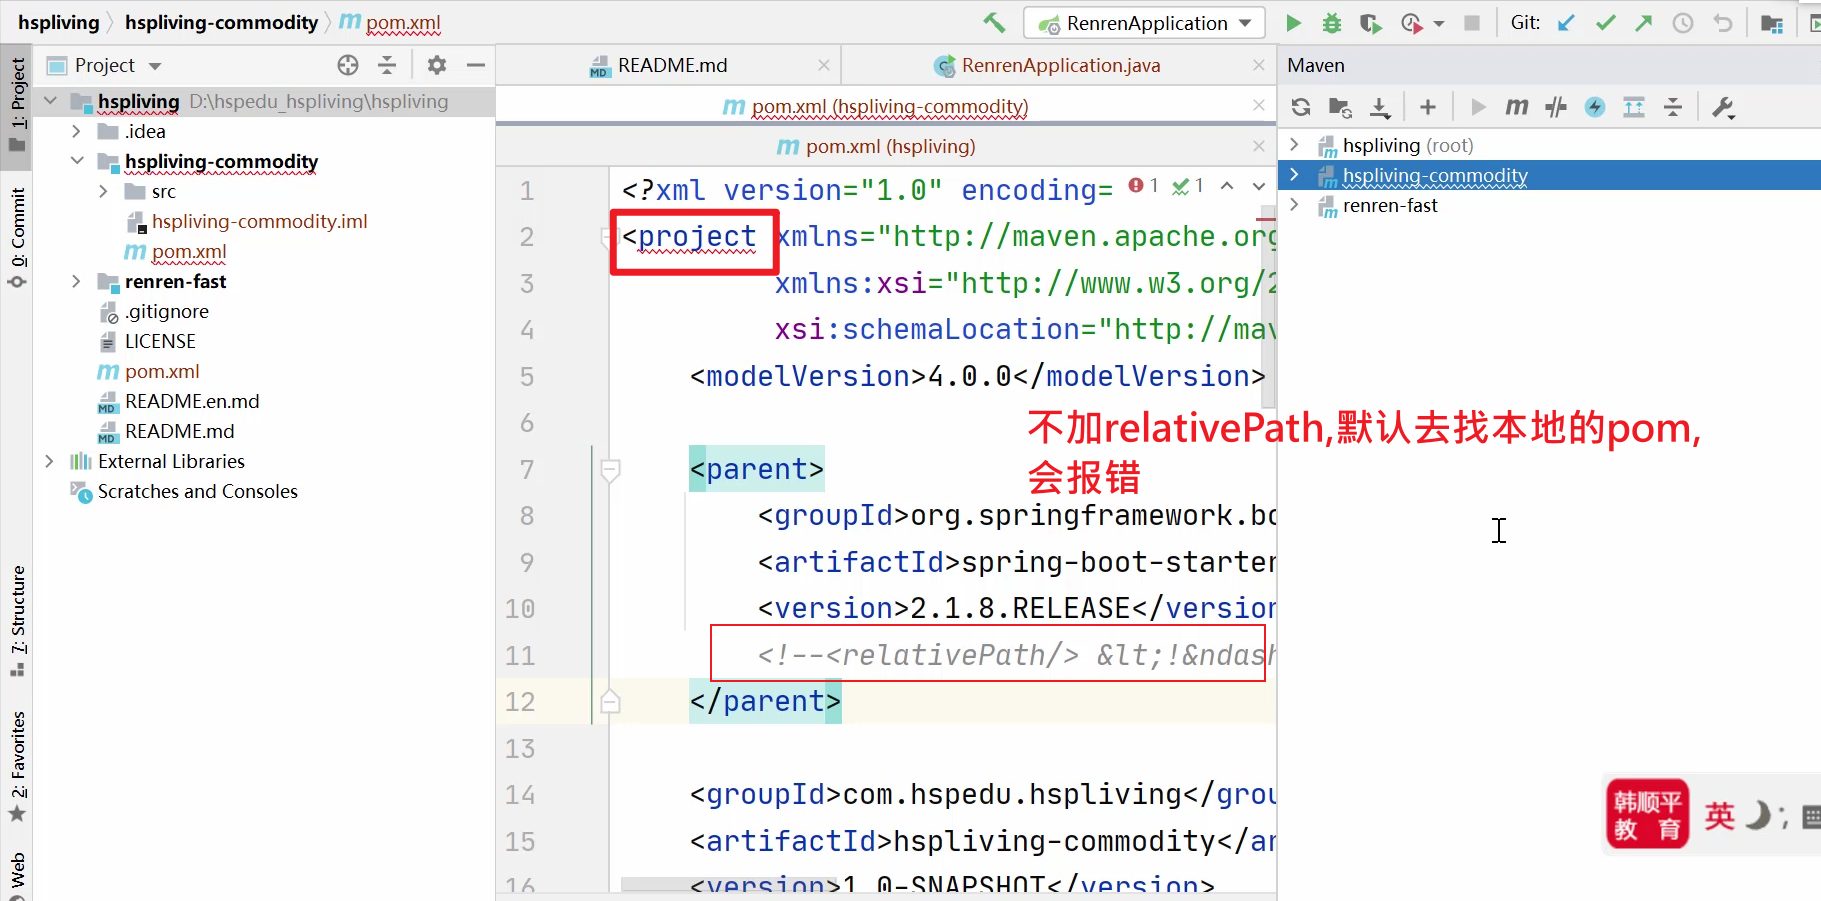 hspliving 〉 hspliving-commodity 〉 m pom.xml
RenrenApplication
Git:
Project
README.md
RenrenApplication.java
Maven
pom.xml (hspliving-commodity)
pom.xml (hspliving)
1: Project
0: Commit
7: Structure
2: Favorites
Web
hspliving D:\hspedu_hspliving\hspliving
.idea
hspliving-commodity
src
hspliving-commodity.iml
pom.xml
renren-fast
.gitignore
LICENSE
pom.xml
README.en.md
README.md
External Libraries
Scratches and Consoles
1 <?xml version="1.0" encoding=
1 1
2 <project xmlns="http://maven.apache.org
3 xmlns:xsi="http://www.w3.org/2
4 xsi:schemaLocation="http://mav
5 <modelVersion>4.0.0</modelVersion>
6
7 <parent>
8 <groupId>org.springframework.bo
9 <artifactId>spring-boot-starter
10 <version>2.1.8.RELEASE</version
11 <!--<relativePath/> &lt;!&ndash
12 </parent>
13
14 <groupId>com.hspedu.hspliving</grou
15 <artifactId>hspliving-commodity</ar
16 <version>1.0-SNAPSHOT</version>
不加relativePath,默认去找本地的pom,
会报错
hspliving (root)
hspliving-commodity
renren-fast
韩顺平
教 育
英